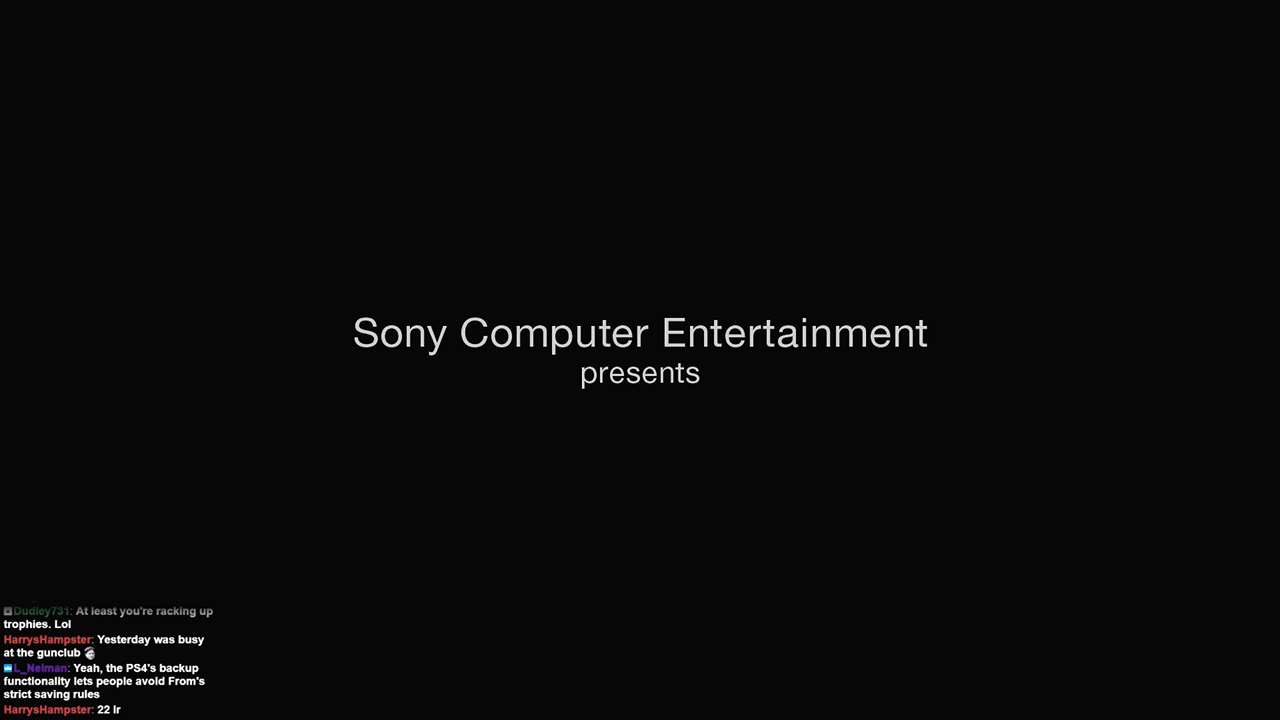 Sony Computer Entertainment
presents
Dudley731: At least you're racking up
trophies. Lol
HarrysHampster: Yesterday was busy
at the gunclub
L_Nelman: Yeah, the PS4's backup
functionality lets people avoid From's
strict saving rules
HarrysHampster: 22 lr